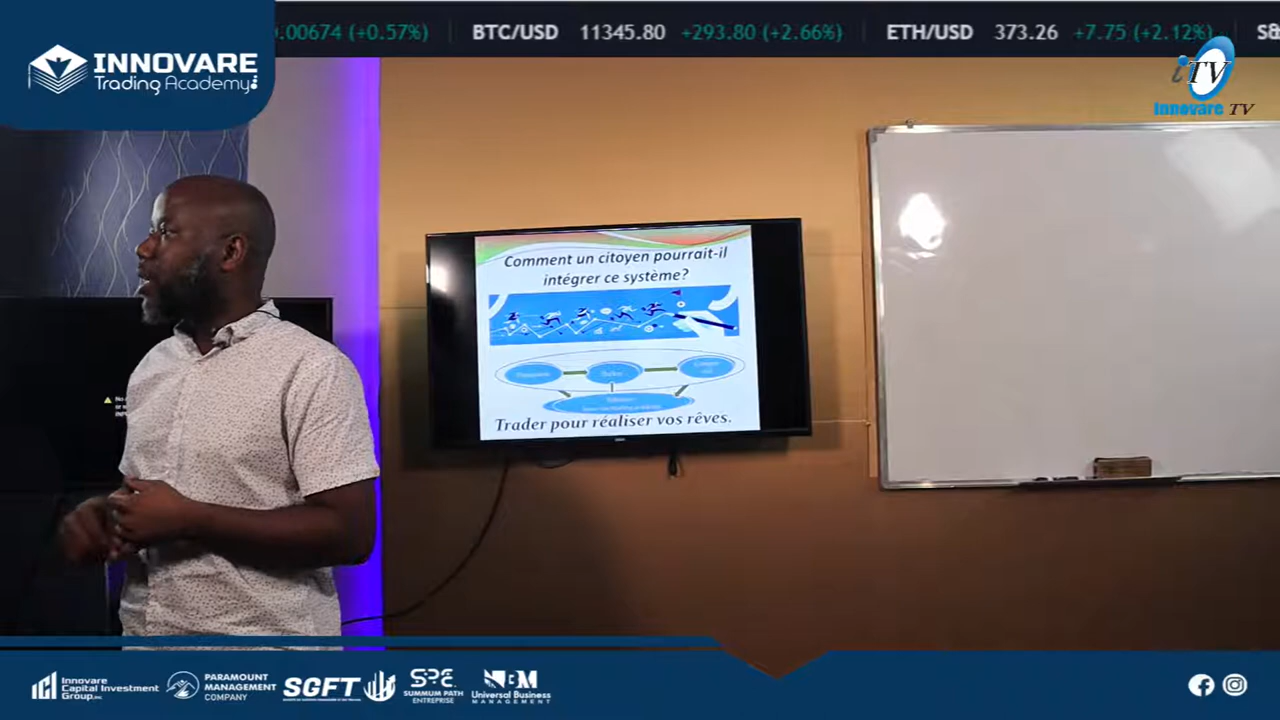 .00674 (+0.57%) BTC/USD 11345.80 +293.80 (+2.66%) ETH/USD 373.26 +7.75 (+2.12%)
INNOVARE
Trading Academy
iTV
Innovare TV
Comment un citoyen pourrait-il
intégrer ce système?
Trader pour réaliser vos rêves.
ICI Innovare
Capital Investment
Group
PARAMOUNT
MANAGEMENT
COMPANY
SGFT
SPE
SUMMUM PATH
ENTREPRISE
Universal Business
MANAGEMENT